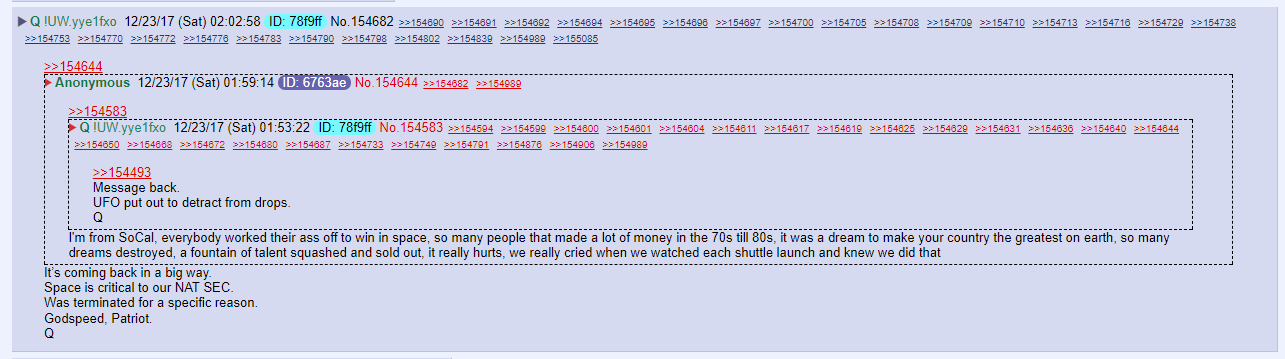 ▶ Q !UW.yye1fxo 12/23/17 (Sat) 02:02:58 ID: 78f9ff No.154682 >>154690 >>154691 >>154692 >>154694 >>154695 >>154696 >>154697 >>154700 >>154705 >>154708 >>154709 >>154710 >>154713 >>154716 >>154729 >>154738
>>154753 >>154770 >>154772 >>154776 >>154783 >>154790 >>154798 >>154802 >>154839 >>154989 >>155085
>>154644
▶ Anonymous 12/23/17 (Sat) 01:59:14 ID: 6763ae No.154644 >>154682 >>154989
>>154583
▶ Q !UW.yye1fxo 12/23/17 (Sat) 01:53:22 ID: 78f9ff No.154583 >>154594 >>154599 >>154600 >>154601 >>154604 >>154611 >>154617 >>154619 >>154625 >>154629 >>154631 >>154636 >>154640 >>154644
>>154650 >>154668 >>154672 >>154680 >>154687 >>154733 >>154749 >>154791 >>154876 >>154906 >>154989
>>154493
Message back.
UFO put out to detract from drops.
Q
I'm from SoCal, everybody worked their ass off to win in space, so many people that made a lot of money in the 70s till 80s, it was a dream to make your country the greatest on earth, so many
dreams destroyed, a fountain of talent squashed and sold out, it really hurts, we really cried when we watched each shuttle launch and knew we did that
It's coming back in a big way.
Space is critical to our NAT SEC.
Was terminated for a specific reason.
Godspeed, Patriot.
Q